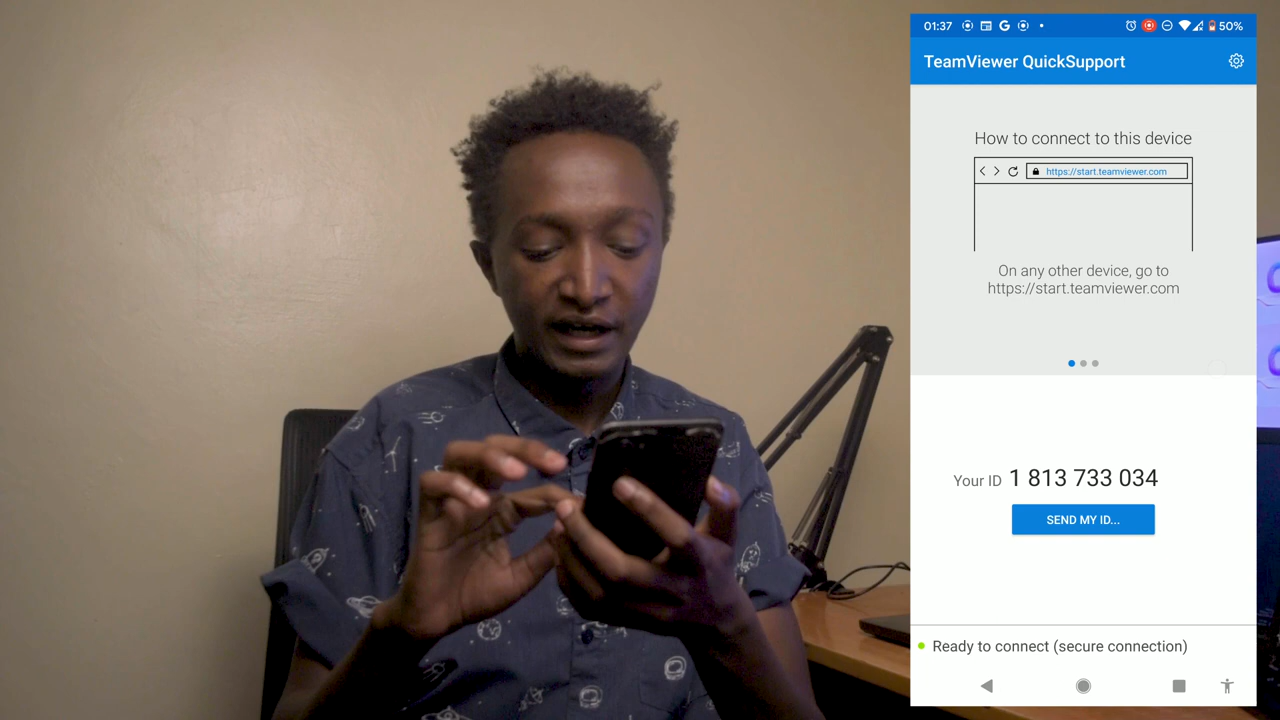 01:37
50%
TeamViewer QuickSupport
How to connect to this device
https://start.teamviewer.com
On any other device, go to
https://start.teamviewer.com
Your ID 1 813 733 034
SEND MY ID...
Ready to connect (secure connection)